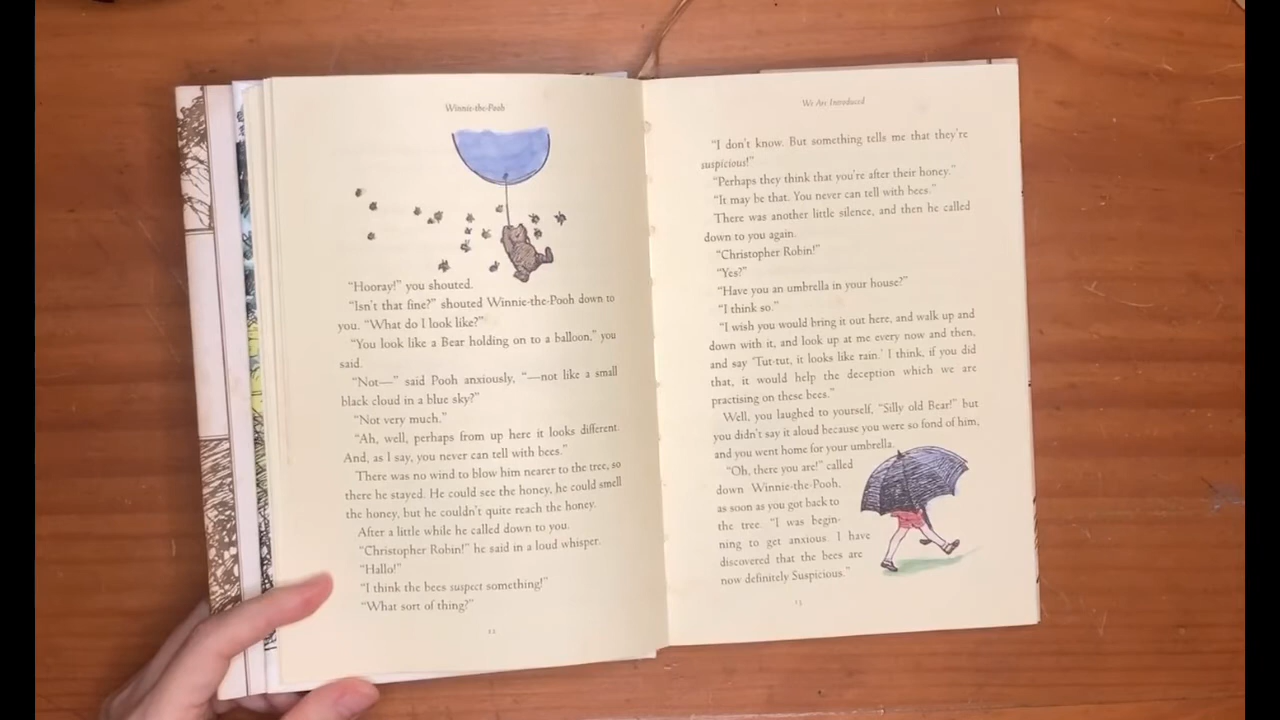 Winnie-the-Pooh
"Hooray!" you shouted.
"Isn't that fine?" shouted Winnie-the-Pooh down to
you. "What do I look like?"
"You look like a Bear holding on to a balloon," you
said.
"Not—" said Pooh anxiously, "—not like a small
black cloud in a blue sky?"
"Not very much."
"Ah, well, perhaps from up here it looks different.
And, as I say, you never can tell with bees."
There was no wind to blow him nearer to the tree, so
there he stayed. He could see the honey, he could smell
the honey, but he couldn't quite reach the honey.
After a little while he called down to you.
"Christopher Robin!" he said in a loud whisper.
"Hallo!"
"I think the bees suspect something!"
"What sort of thing?"
We Are Introduced
"I don't know. But something tells me that they're
suspicious!"
"Perhaps they think that you're after their honey."
"It may be that. You never can tell with bees."
There was another little silence, and then he called
down to you again.
"Christopher Robin!"
"Yes?"
"Have you an umbrella in your house?"
"I think so."
"I wish you would bring it out here, and walk up and
down with it, and look up at me every now and then,
and say 'Tut-tut, it looks like rain.' I think, if you did
that, it would help the deception which we are
practising on these bees."
Well, you laughed to yourself, "Silly old Bear!" but
you didn't say it aloud because you were so fond of him,
and you went home for your umbrella.
"Oh, there you are!" called
down Winnie-the-Pooh,
as soon as you got back to
the tree. "I was begin-
ning to get anxious. I have
discovered that the bees are
now definitely Suspicious."